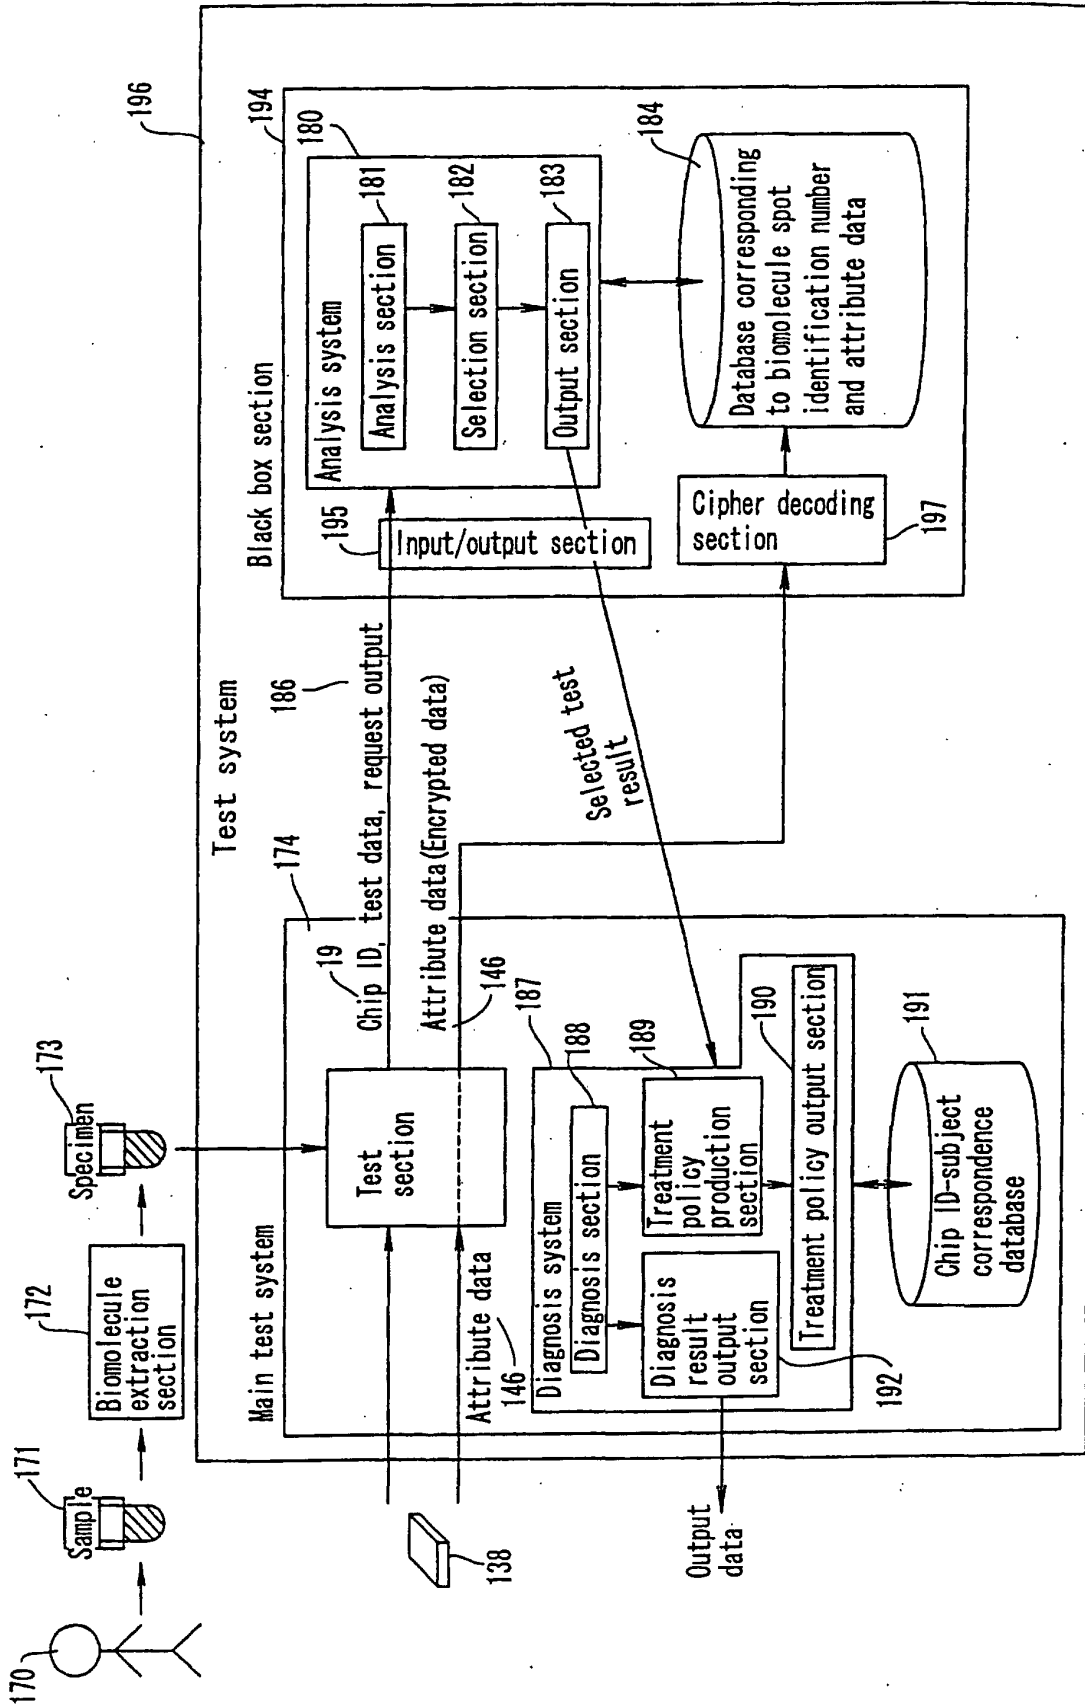 170
171
Sample
172
Biomolecule
extraction
section
173
Specimen
196
Test system
Main test system
174
138
Test
section
Attribute data
146
19
Chip ID, test data, request output
186
Attribute data(Encrypted data)
146
Black box section
194
195
Input/output section
Analysis system
180
Analysis section
181
Selection section
182
Output section
183
Database corresponding
to biomolecule spot
identification number
and attribute data
184
Cipher decoding
section
197
Selected test
result
Diagnosis system
187
Diagnosis section
188
Diagnosis
result
output
section
192
Treatment
policy
production
section
189
Treatment policy output section
190
Chip ID-subject
correspondence
database
191
Output
data